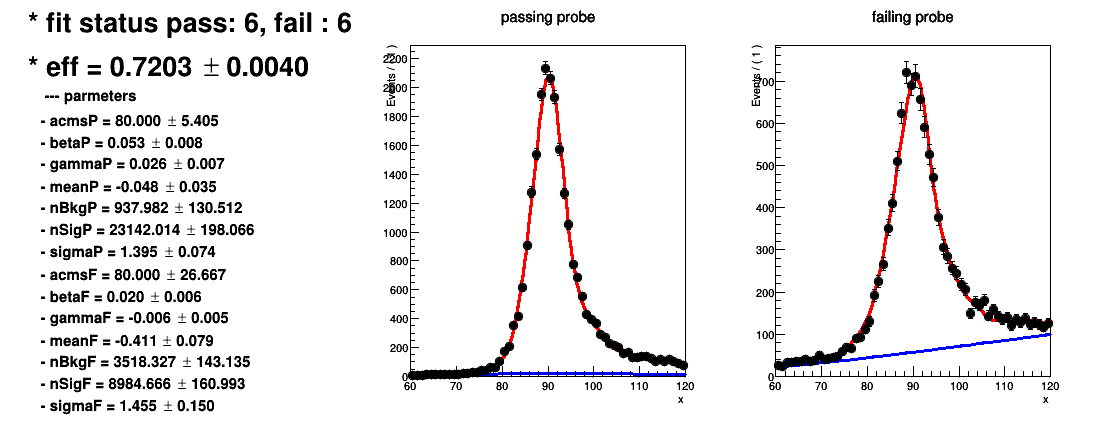 * fit status pass: 6, fail : 6
* eff = 0.7203 ± 0.0040
--- parmeters
- acmsP = 80.000 ± 5.405
- betaP = 0.053 ± 0.008
- gammaP = 0.026 ± 0.007
- meanP = -0.048 ± 0.035
- nBkgP = 937.982 ± 130.512
- nSigP = 23142.014 ± 198.066
- sigmaP = 1.395 ± 0.074
- acmsF = 80.000 ± 26.667
- betaF = 0.020 ± 0.006
- gammaF = -0.006 ± 0.005
- meanF = -0.411 ± 0.079
- nBkgF = 3518.327 ± 143.135
- nSigF = 8984.666 ± 160.993
- sigmaF = 1.455 ± 0.150
passing probe
Events / ( 1 )
2200
2000
1800
1600
1400
1200
1000
800
600
400
200
0
60 70 80 90 100 110 120
x
failing probe
Events / ( 1 )
700
600
500
400
300
200
100
0
60 70 80 90 100 110 120
x